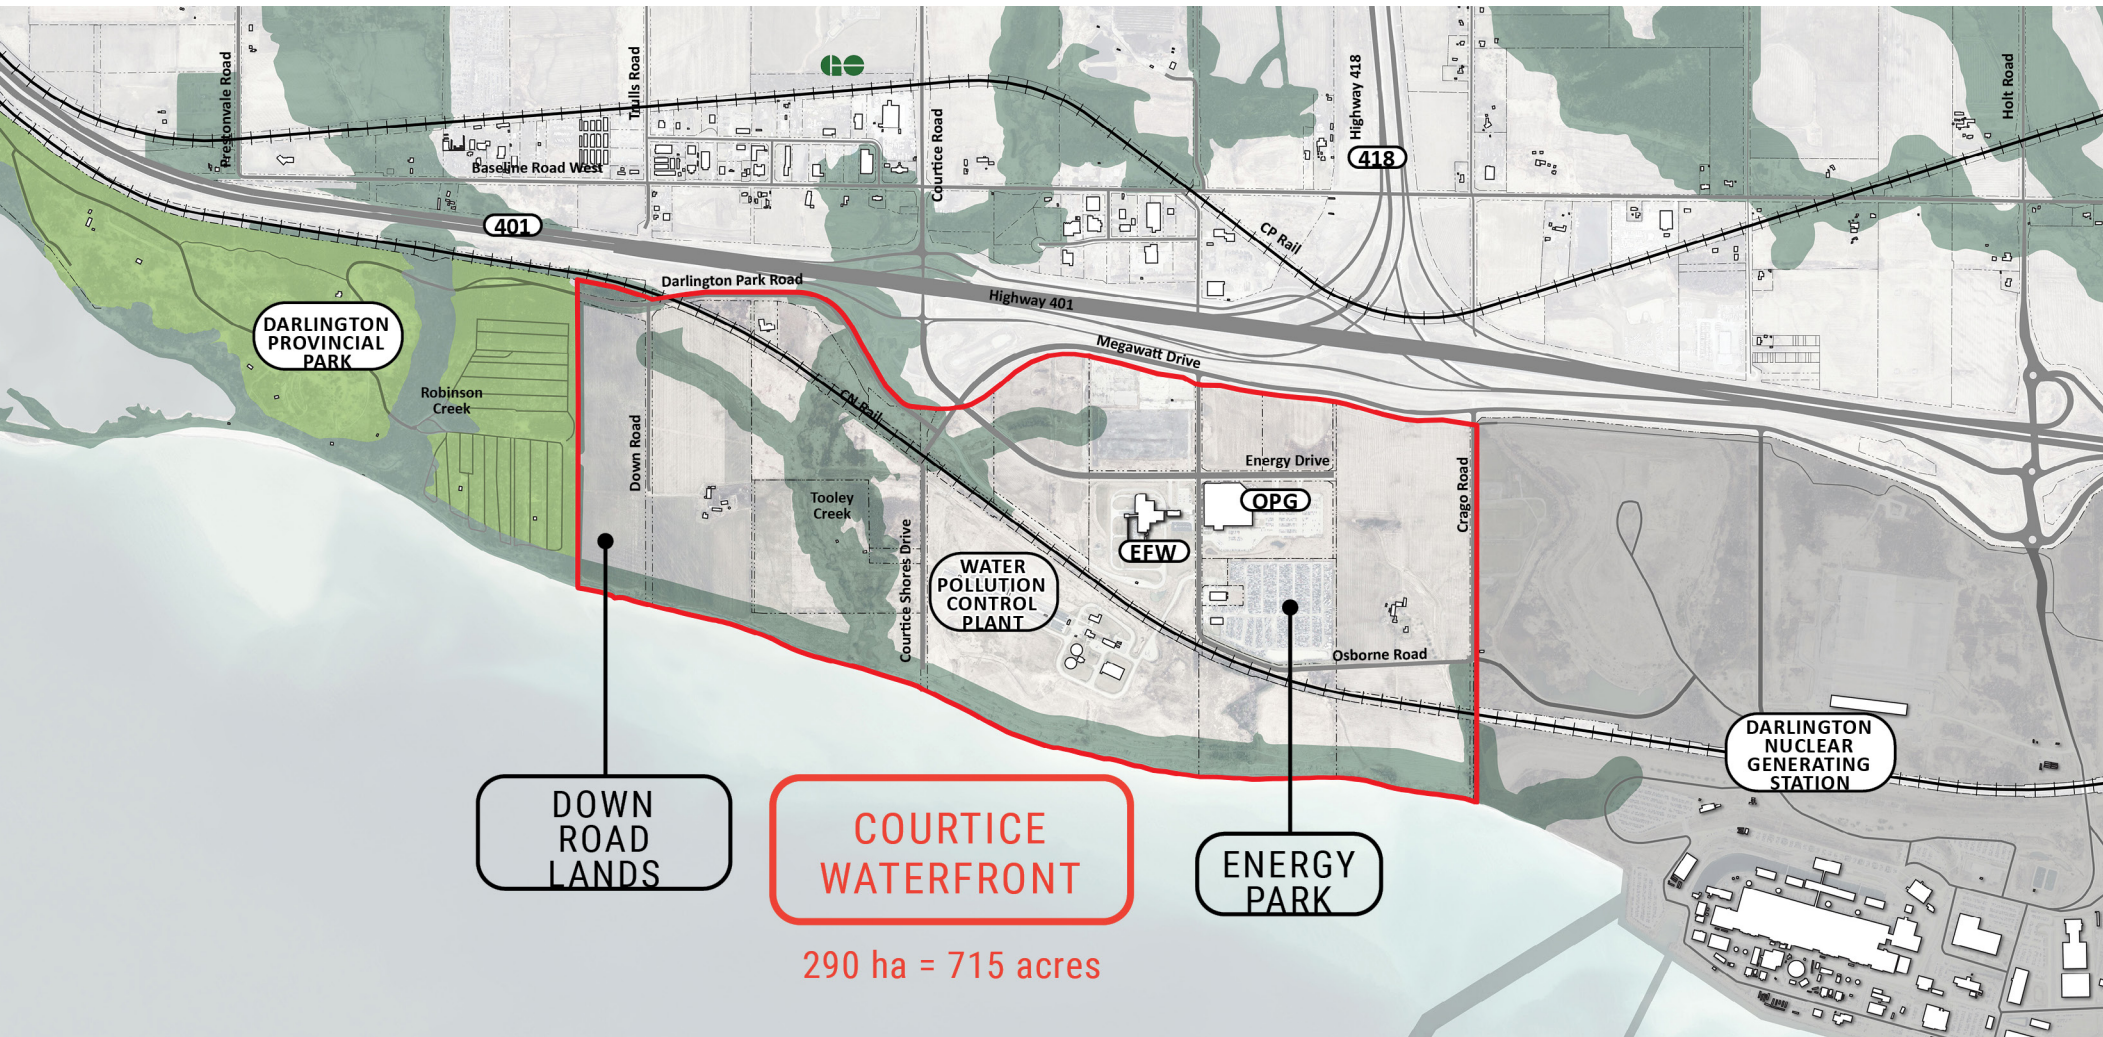 GO
Prestonvale Road
Trulls Road
Courtice Road
Highway 418
418
Holt Road
Baseline Road West
401
CP Rail
Darlington Park Road
Highway 401
Megawatt Drive
DARLINGTON
PROVINCIAL
PARK
Robinson
Creek
CN Rail
Down Road
Energy Drive
Tooley
Creek
OPG
Crago Road
EFW
Courtice Shores Drive
WATER
POLLUTION
CONTROL
PLANT
Osborne Road
DARLINGTON
NUCLEAR
GENERATING
STATION
DOWN
ROAD
LANDS
COURTICE
WATERFRONT
ENERGY
PARK
290 ha = 715 acres